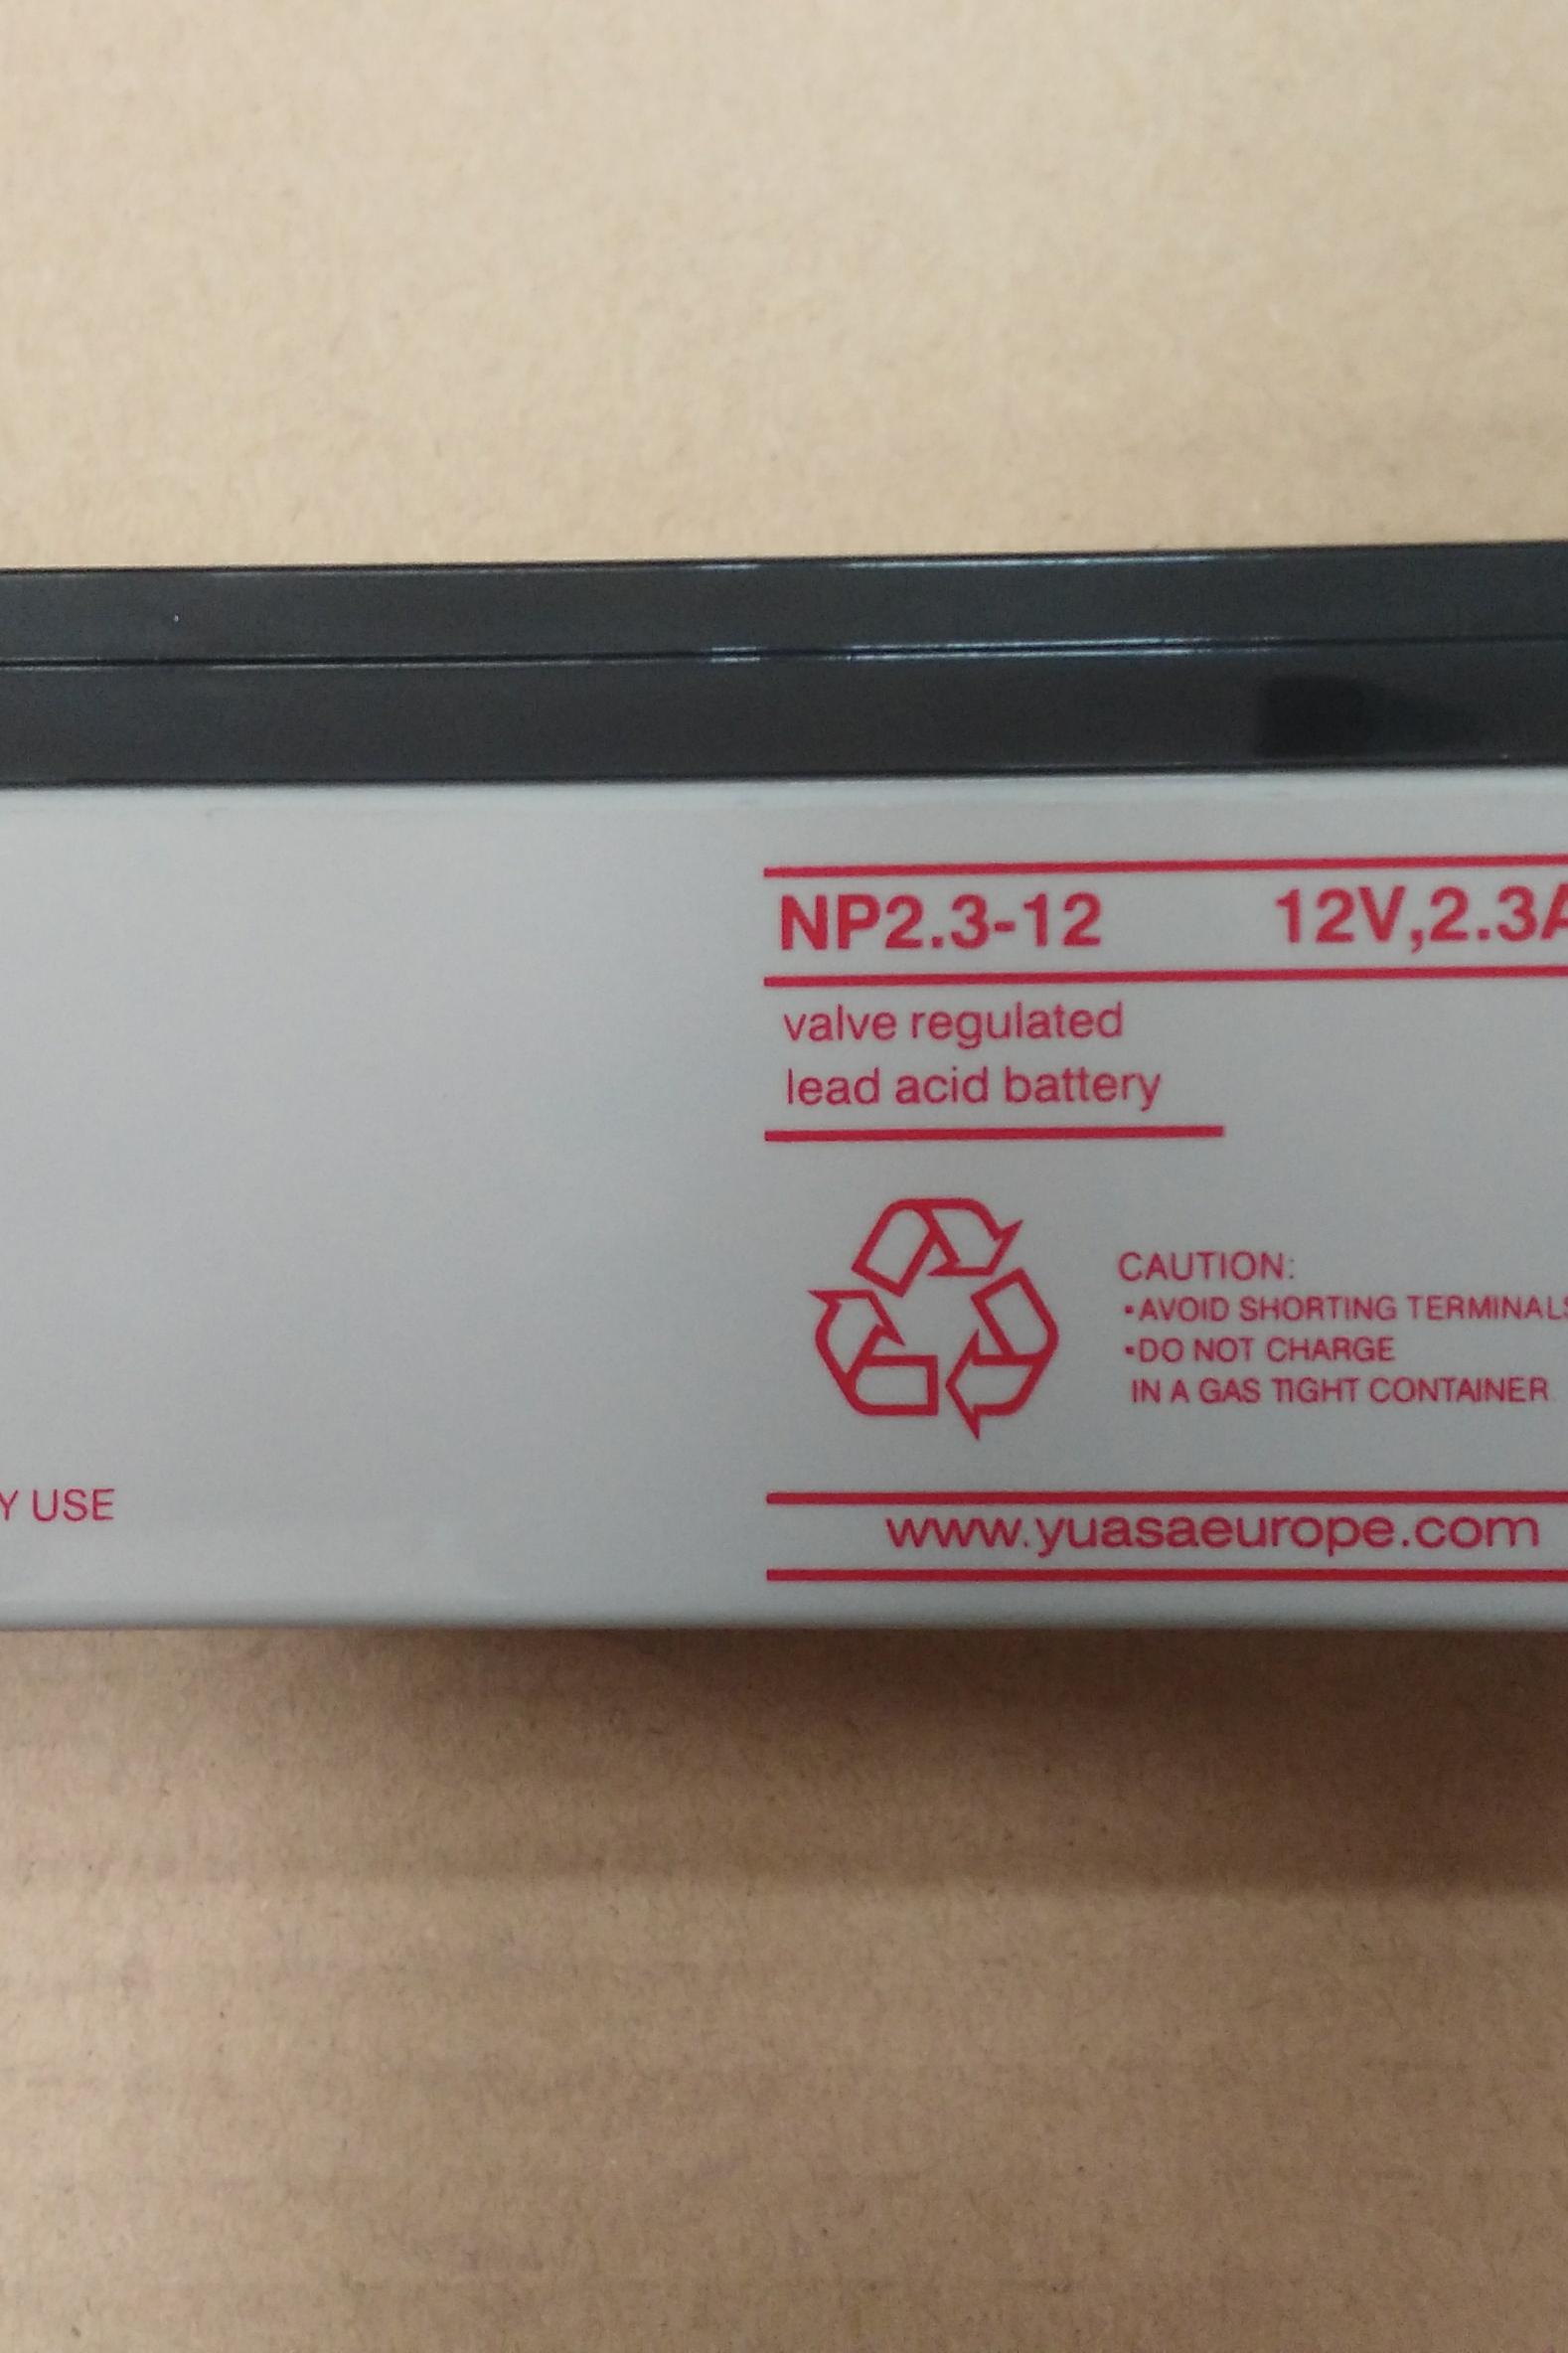 NP2.3-12 12V,2.3A
valve regulated
lead acid battery
CAUTION:
•AVOID SHORTING TERMINALS
•DO NOT CHARGE
IN A GAS TIGHT CONTAINER
Y USE
www.yuasaeurope.com